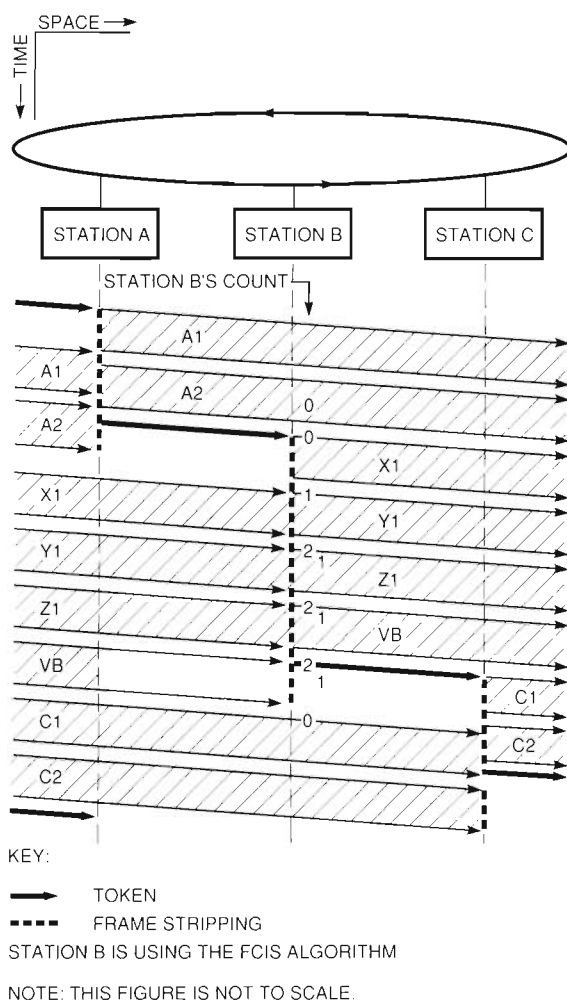 SPACE
TIME
STATION A
STATION B
STATION C
STATION B'S COUNT
A1
A1
A2
0
A2
0
X1
X1
1
Y1
Y1
2
1
Z1
Z1
2
1
VB
VB
2
1
C1
C1
0
C2
C2
KEY:
TOKEN
FRAME STRIPPING
STATION B IS USING THE FCIS ALGORITHM
NOTE: THIS FIGURE IS NOT TO SCALE.